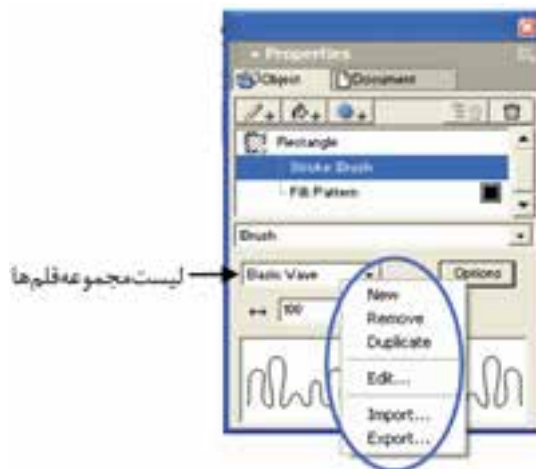 Properties
Object Document
Rectangle
Stroke: Brush
Fill: Pattern
Brush
لیست مجموعه قلم‌ها
Basic Wave Options
100
New
Remove
Duplicate
Edit...
Import...
Export...